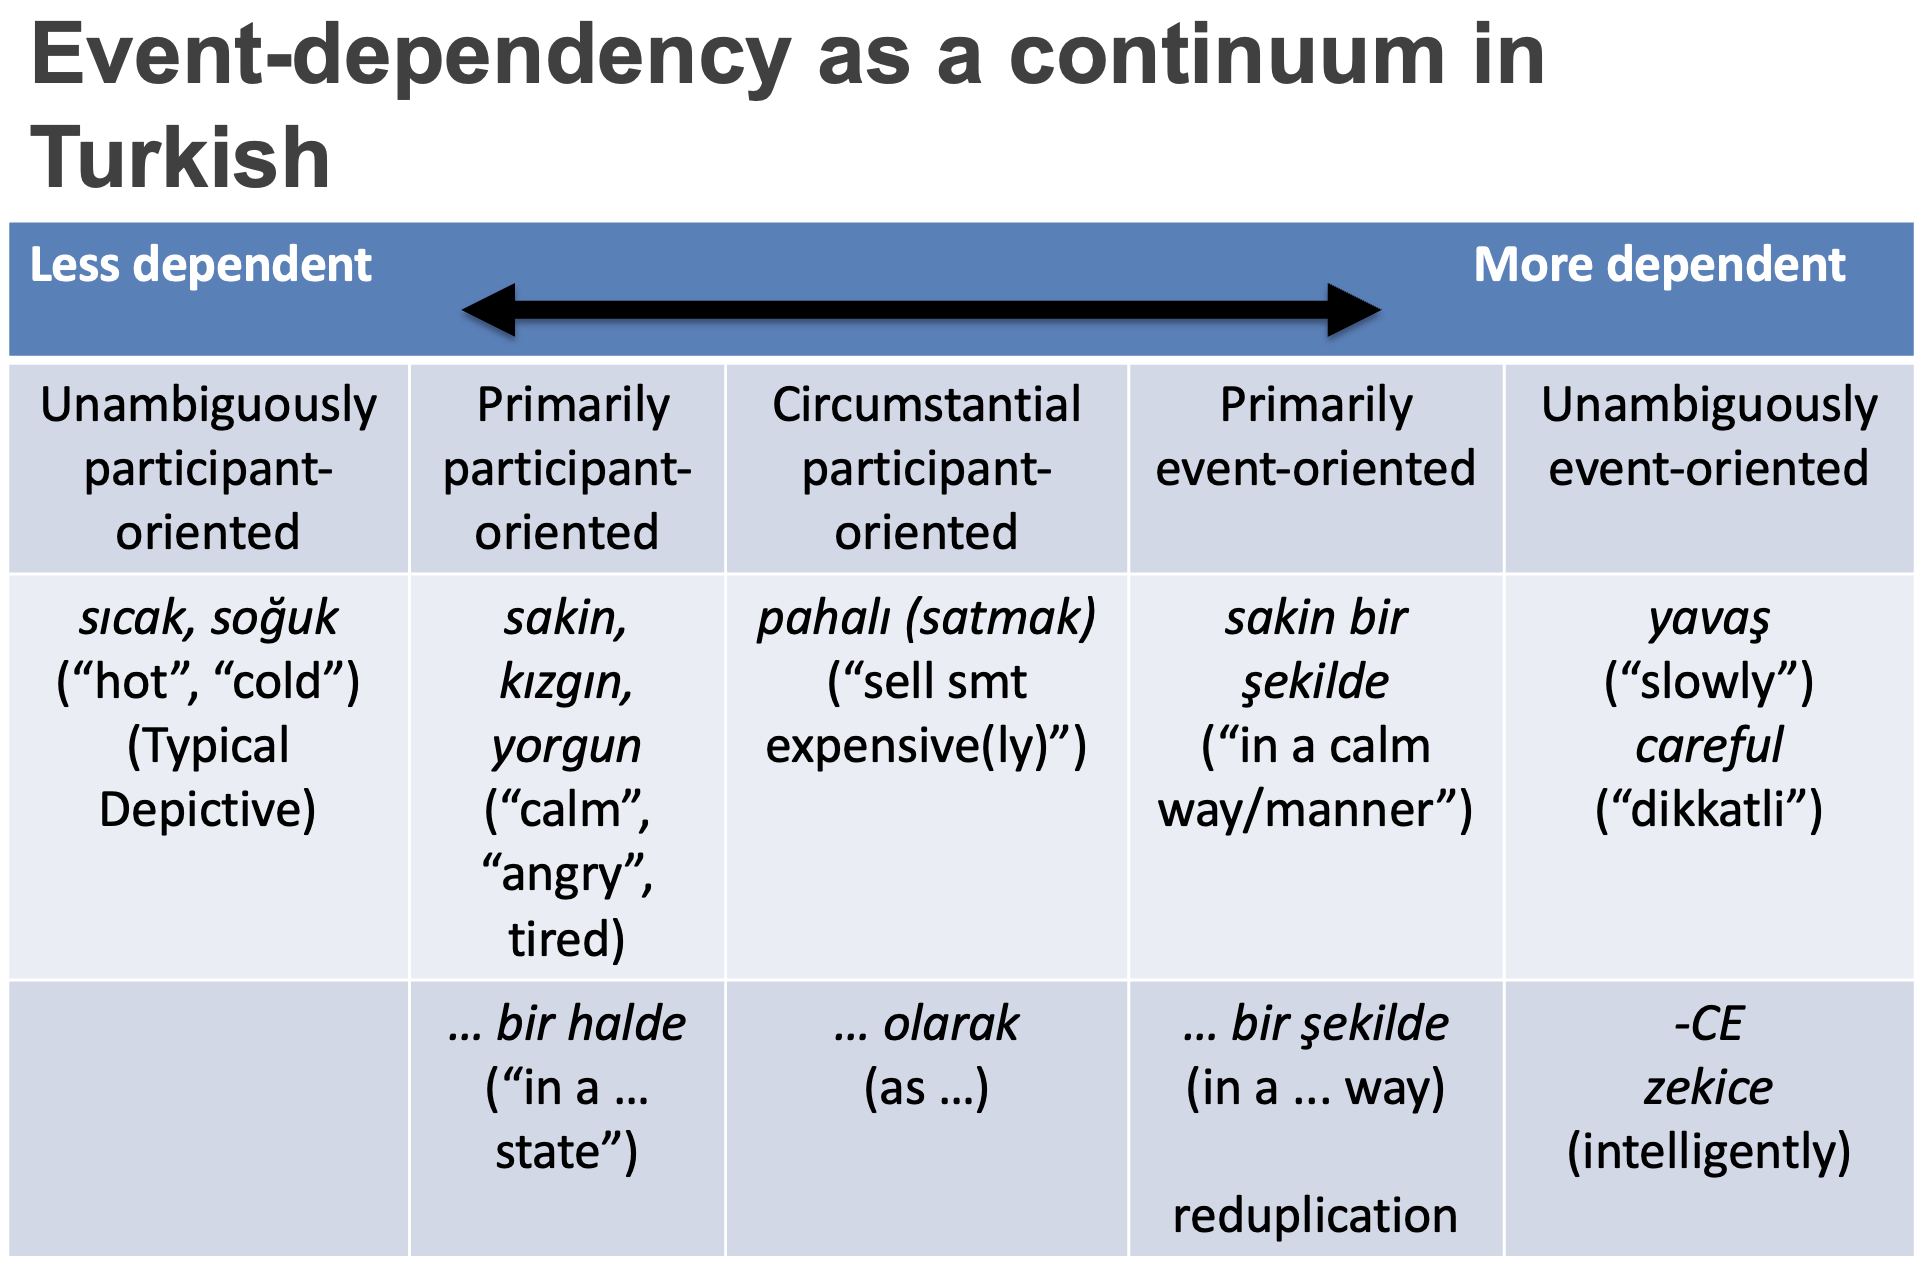 Event-dependency as a continuum in
Turkish
Less dependent
More dependent
Unambiguously
participant-
oriented
Primarily
participant-
oriented
Circumstantial
participant-
oriented
Primarily
event-oriented
Unambiguously
event-oriented
sıcak, soğuk
(“hot”, “cold”)
(Typical
Depictive)
sakin,
kızgın,
yorgun
(“calm”,
“angry”,
tired)
pahalı (satmak)
(“sell smt
expensive(ly)”)
sakin bir
şekilde
(“in a calm
way/manner”)
yavaş
(“slowly”)
careful
(“dikkatli”)
... bir halde
(“in a ...
state”)
... olarak
(as ...)
... bir şekilde
(in a ... way)
reduplication
-CE
zekice
(intelligently)